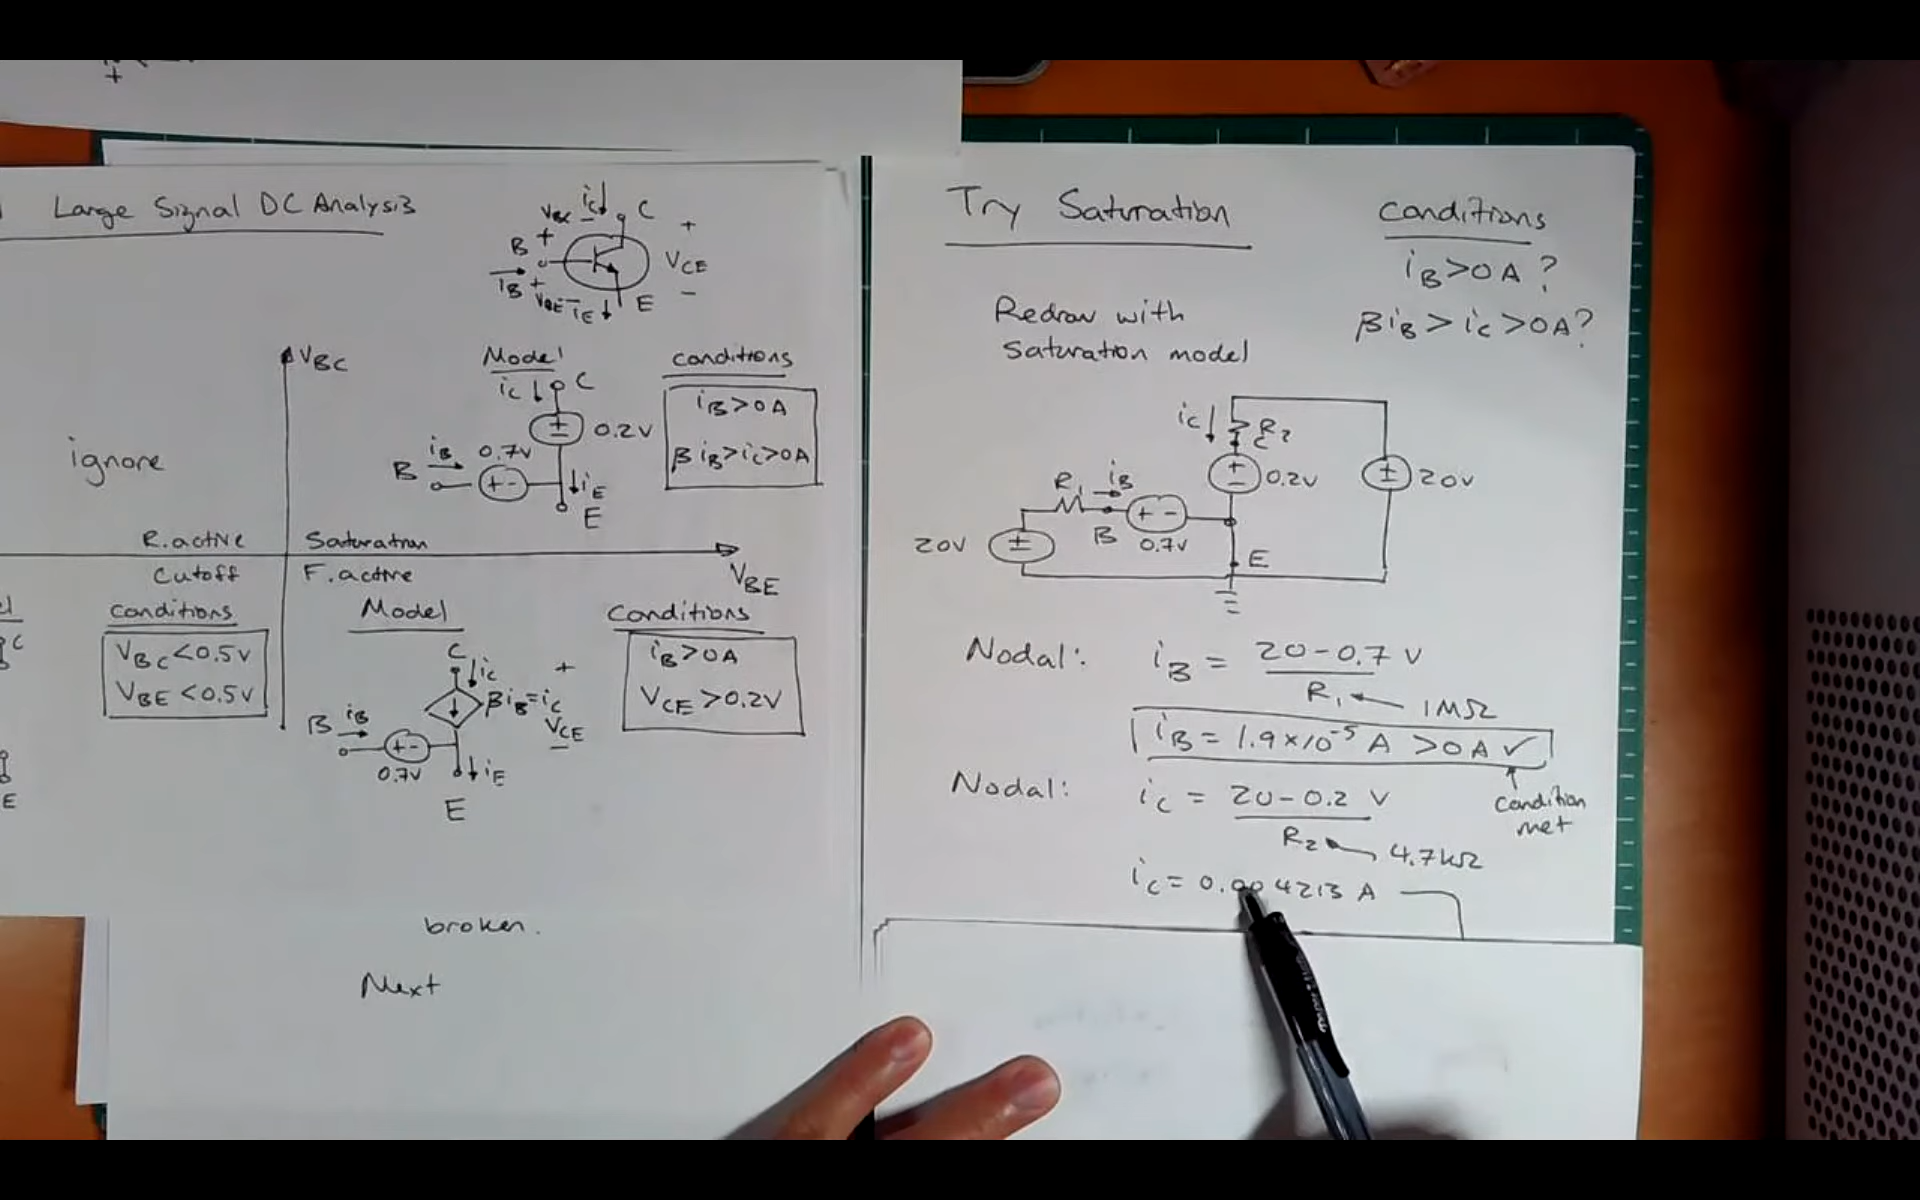 Large Signal DC Analysis
vBC ic↓ C
+
B +
VCE
iB +
VBE − iE↓ E
−
VBC
Model
ic↓ C
conditions
iB>0A
βiB>ic>0A
0.2V
ignore
iB 0.7V
B
+ -
↓iE
E
R.active Saturation
VBE
Cutoff F.active
conditions
VBC<0.5V
VBE<0.5V
Model
C
↓ic
+
βiB=ic
VCE
−
B iB
+ -
0.7V ↓iE
E
Conditions
iB>0A
VCE>0.2V
C
E
broken.
Next
Try Saturation
Conditions
iB>0A?
βiB>ic>0A?
Redraw with
saturation model
ic↓ R2
C
0.2V
20V
R1 iB
B
+ -
0.7V
20V
E
Nodal: iB = 20-0.7 V
R1 ← 1MΩ
iB = 1.9×10⁻⁵ A >0A ✓
Condition
met
Nodal: ic = 20-0.2 V
R2 4.7kΩ
ic= 0.004213 A